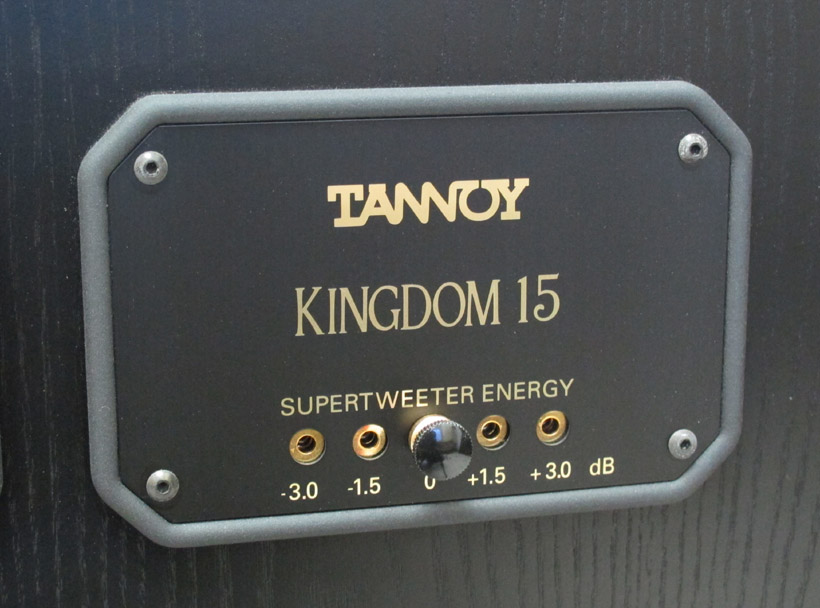 TANNOY
KINGDOM 15
SUPERTWEETER ENERGY
-3.0 -1.5 0 +1.5 +3.0 dB